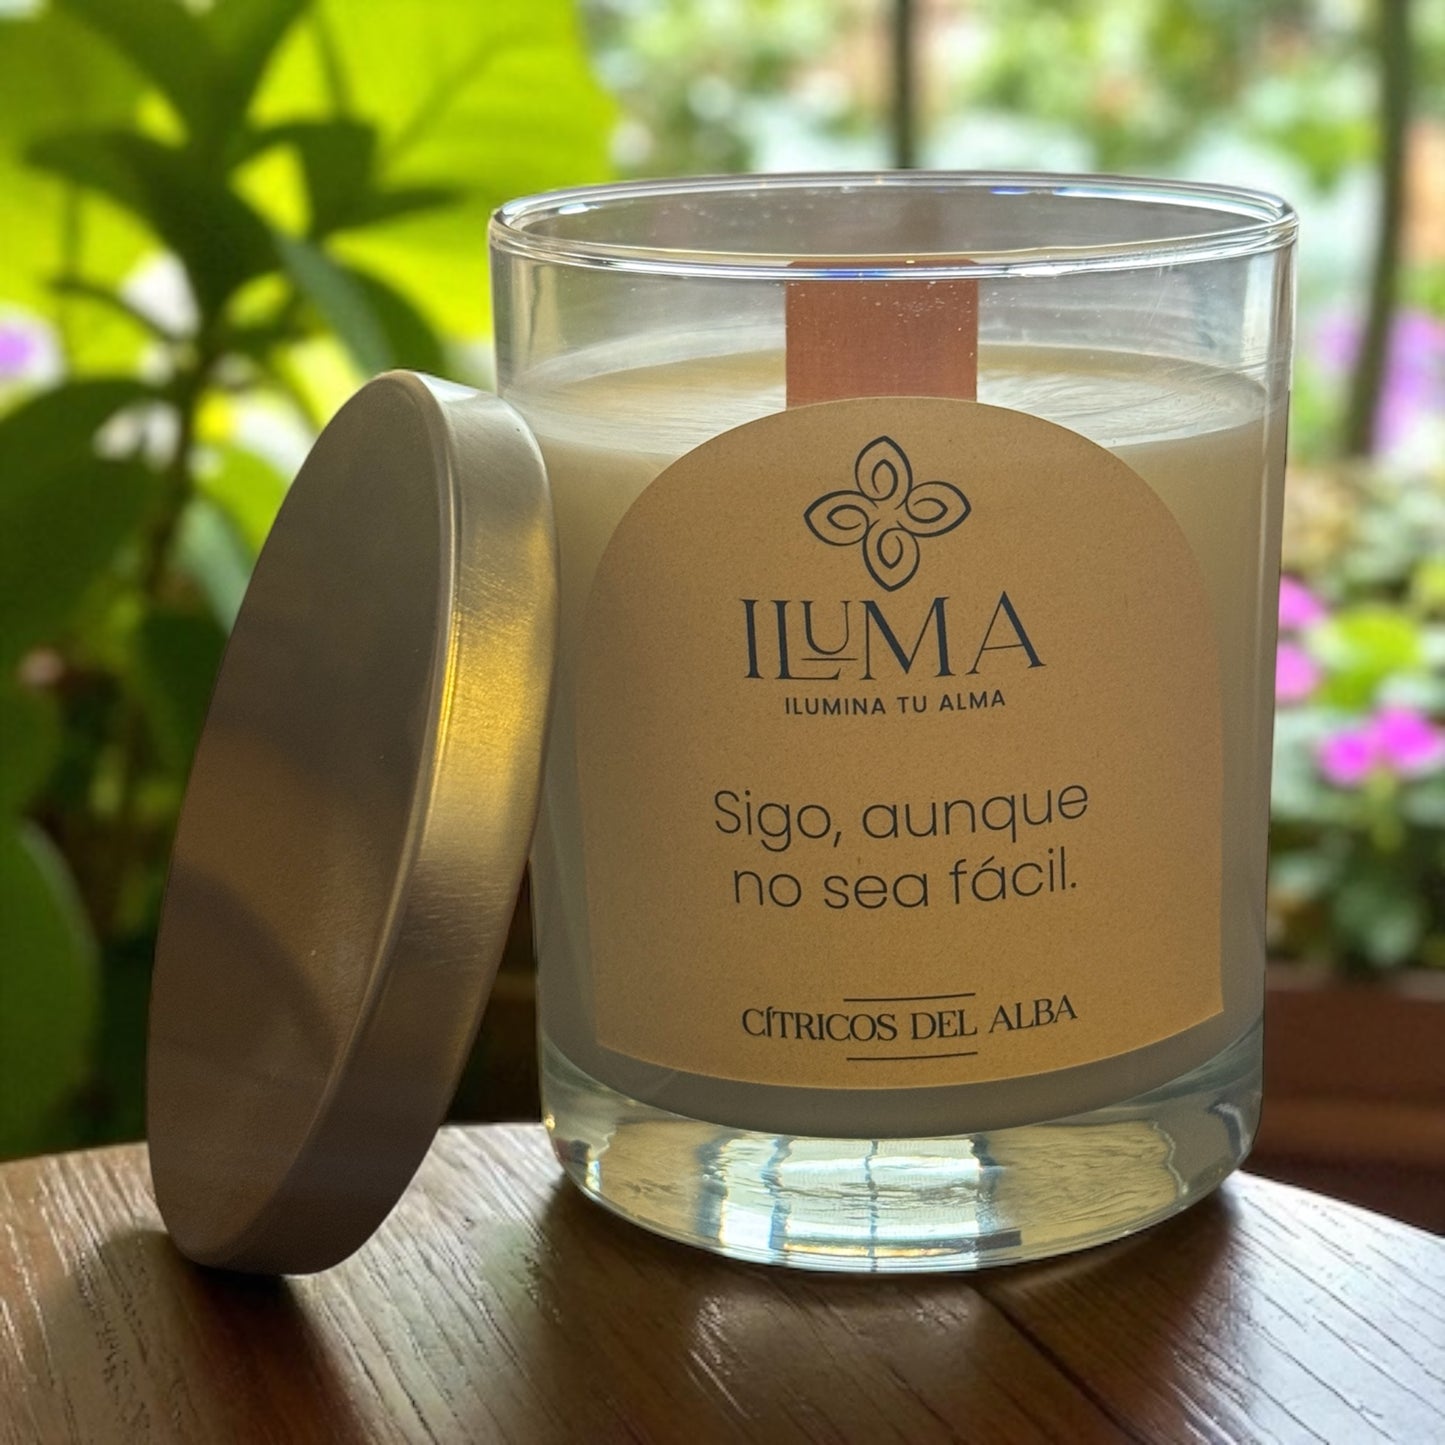 ILUMA
ILUMINA TU ALMA
Sigo, aunque
no sea fácil.
CÍTRICOS DEL ALBA